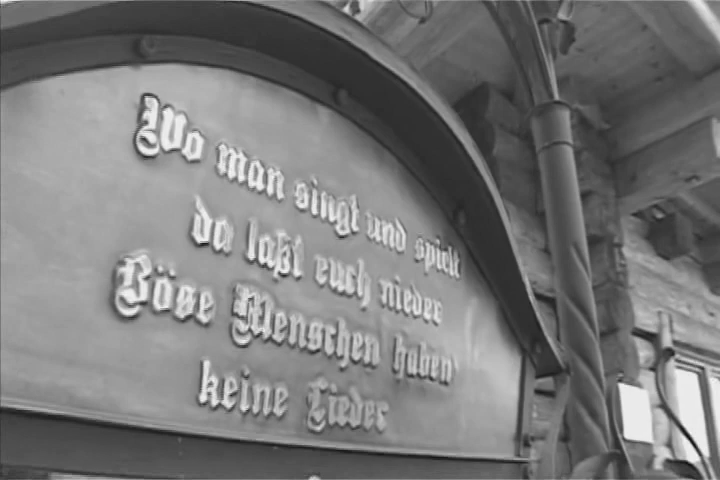 Wo man singt und spielt
da laßt euch nieder
Böse Menschen haben
keine Lieder